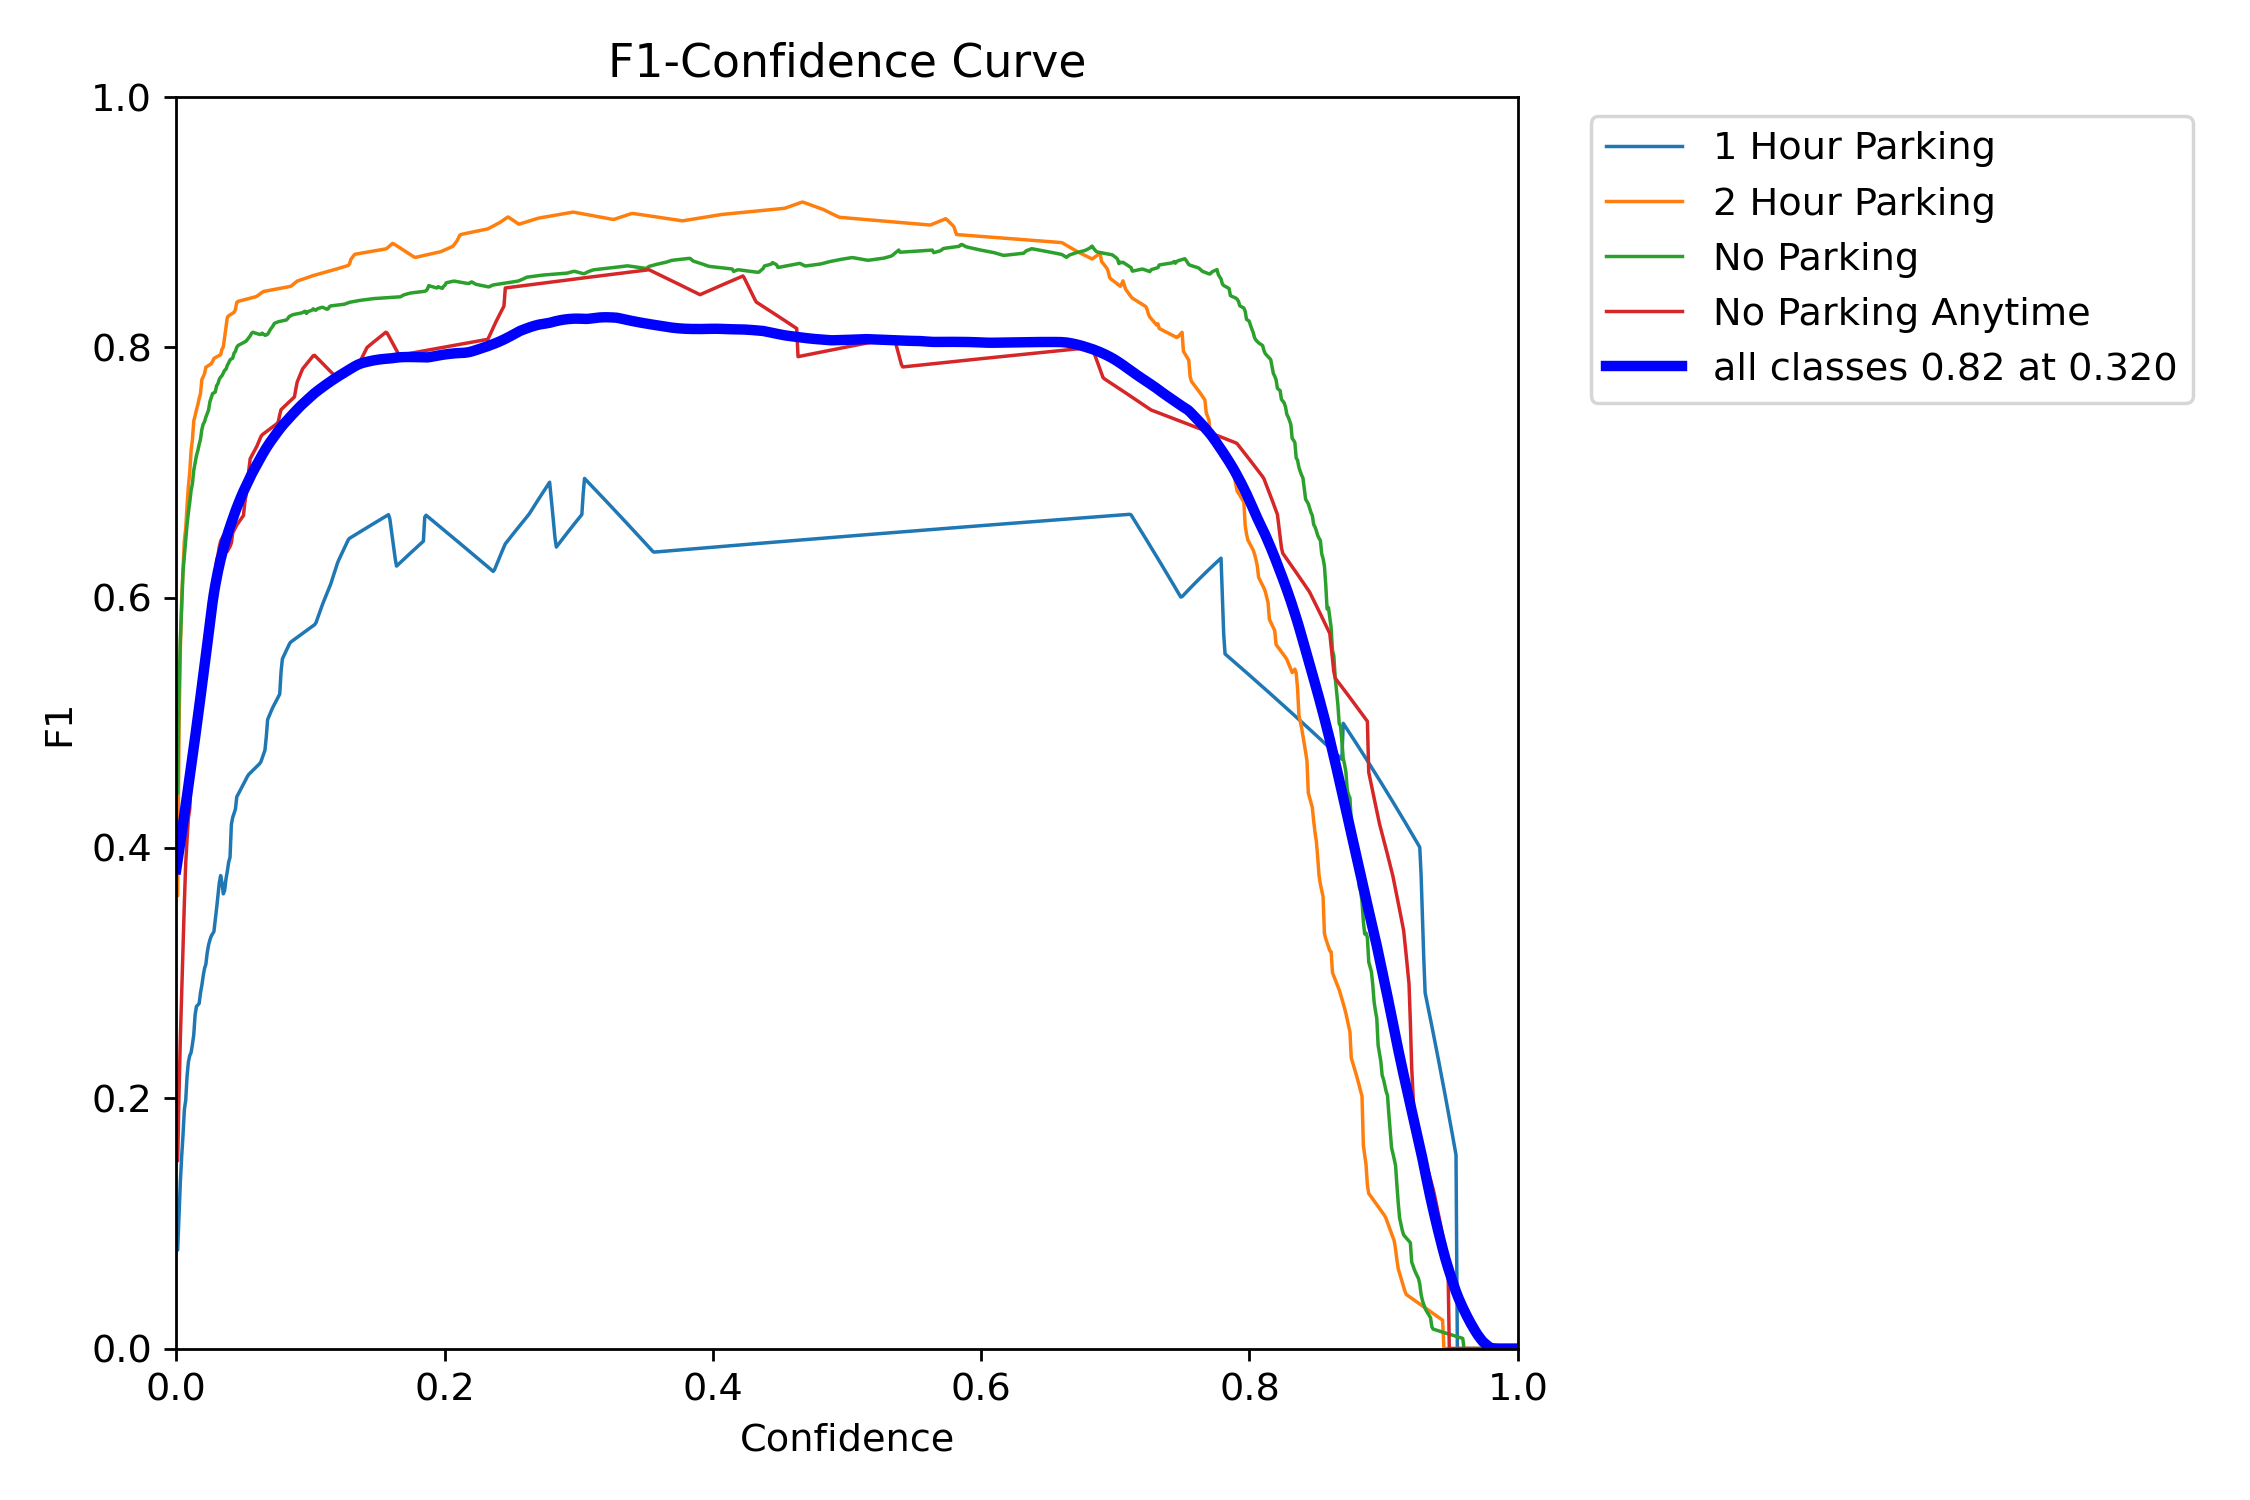 F1-Confidence Curve
1.0
0.8
0.6
0.4
0.2
0.0
F1
0.0 0.2 0.4 0.6 0.8 1.0
Confidence
1 Hour Parking
2 Hour Parking
No Parking
No Parking Anytime
all classes 0.82 at 0.320